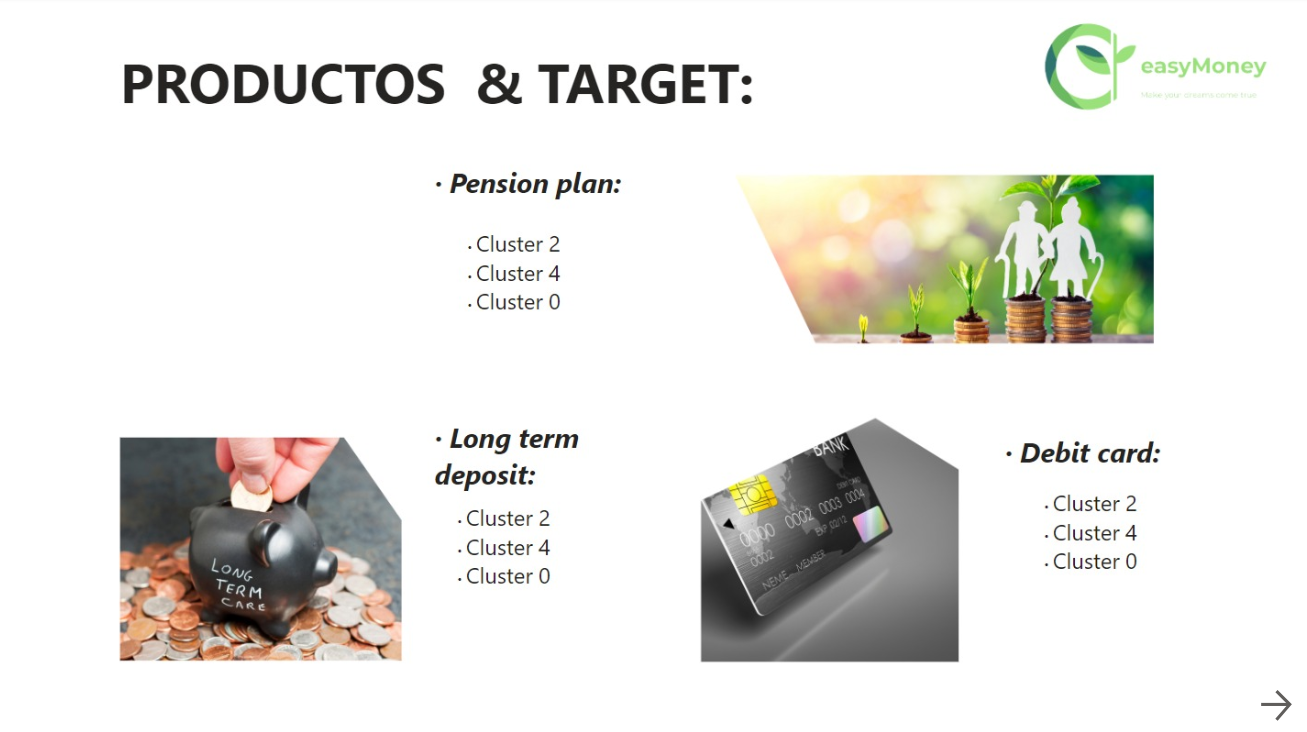 PRODUCTOS & TARGET:
easyMoney
Make your dreams come true
· Pension plan:
· Cluster 2
· Cluster 4
· Cluster 0
· Long term
deposit:
· Cluster 2
· Cluster 4
· Cluster 0
LONG
TERM
CARE
BANK
DEBIT CARD
0000 0002 0003 0004
0002
EXP 02/12
MEMBER
· Debit card:
· Cluster 2
· Cluster 4
· Cluster 0